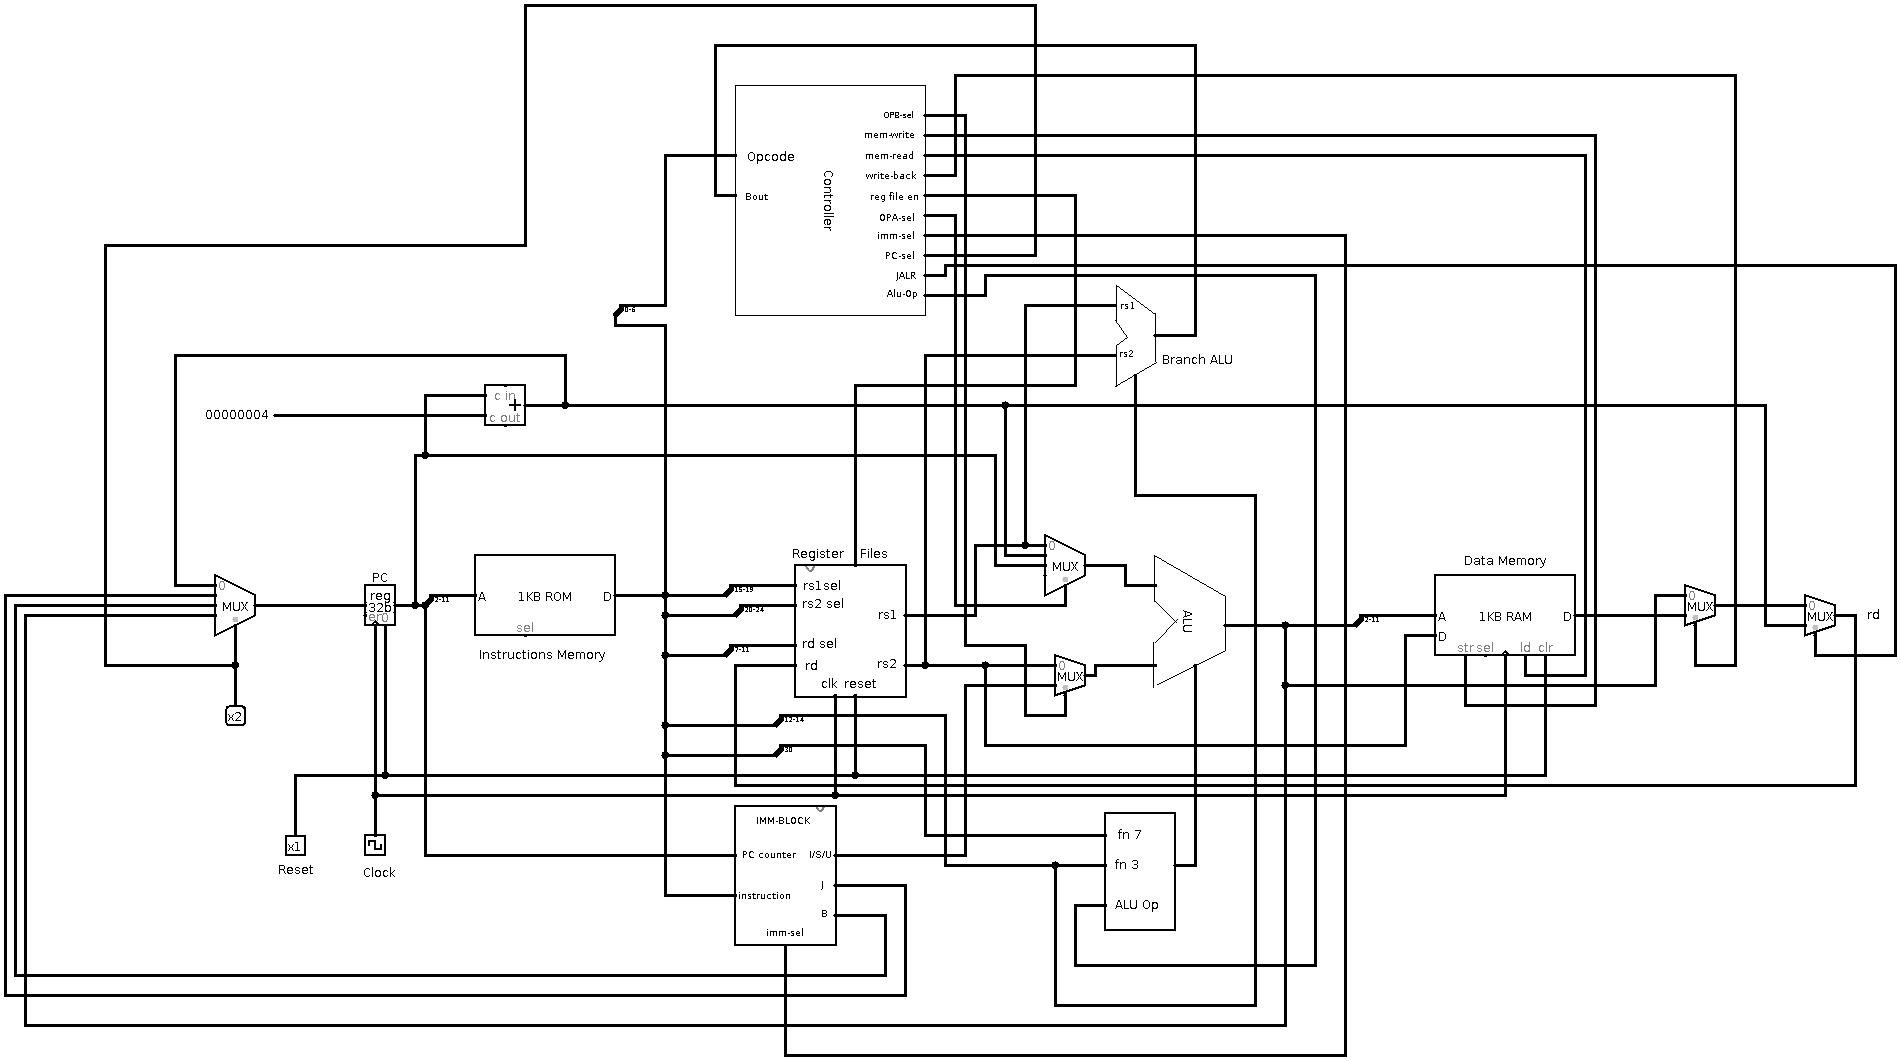 OPB-sel
mem-write
mem-read
write-back
reg file en
OPA-sel
imm-sel
PC-sel
JALR
Alu-Op
Opcode
Bout
Controller
0-6
rs1
rs2
Branch ALU
c in
+
c out
00000004
Register Files
rs1sel
rs2 sel
rd sel
rd
clk reset
rs1
rs2
15-19
20-24
7-11
12-14
30
0
MUX
PC
reg
32b
er0
2-11
A
1KB ROM
D
sel
Instructions Memory
0
MUX
0
MUX
ALU
2-11
Data Memory
A
D
1KB RAM
D
str sel
ld clr
0
MUX
0
MUX
rd
x2
x1
Reset
Clock
IMM-BLOCK
PC counter
I/S/U
J
instruction
B
imm-sel
fn 7
fn 3
ALU Op